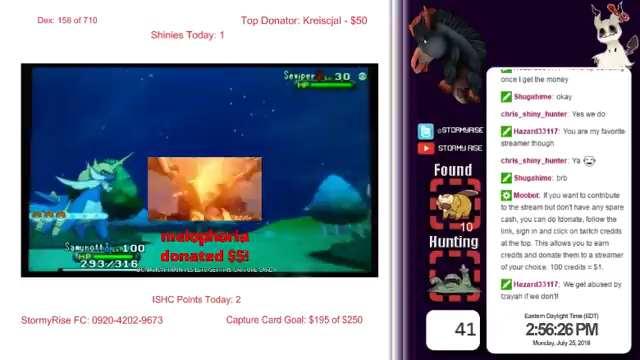 Dex: 158 of 710
Top Donator: Kreiscjal - $50
Shinies Today: 1
Seviper
Lv.30
HP
melophoria
donated $5!
100
HP
293/316
ISHC Points Today: 2
StormyRise FC: 0920-4202-9673
Capture Card Goal: $195 of $250
@STORMYRISE
STORMY RISE
Found
10
Hunting
41
once I get the money
Shugahime: okay
chris_shiny_hunter: Yes we do
Hazard33117: You are my favorite
streamer though
chris_shiny_hunter: Ya
Shugahime: brb
Moobot: If you want to contribute
to the stream but don't have any spare
cash, you can do !donate, follow the
link, sign in and click on twitch credits
at the top. This allows you to earn
credits and donate them to a streamer
of your choice. 100 credits = $1.
Hazard33117: We get abused by
Izayah if we don't!
Eastern Daylight Time (EDT)
2:56:26 PM
Monday, July 25, 2016